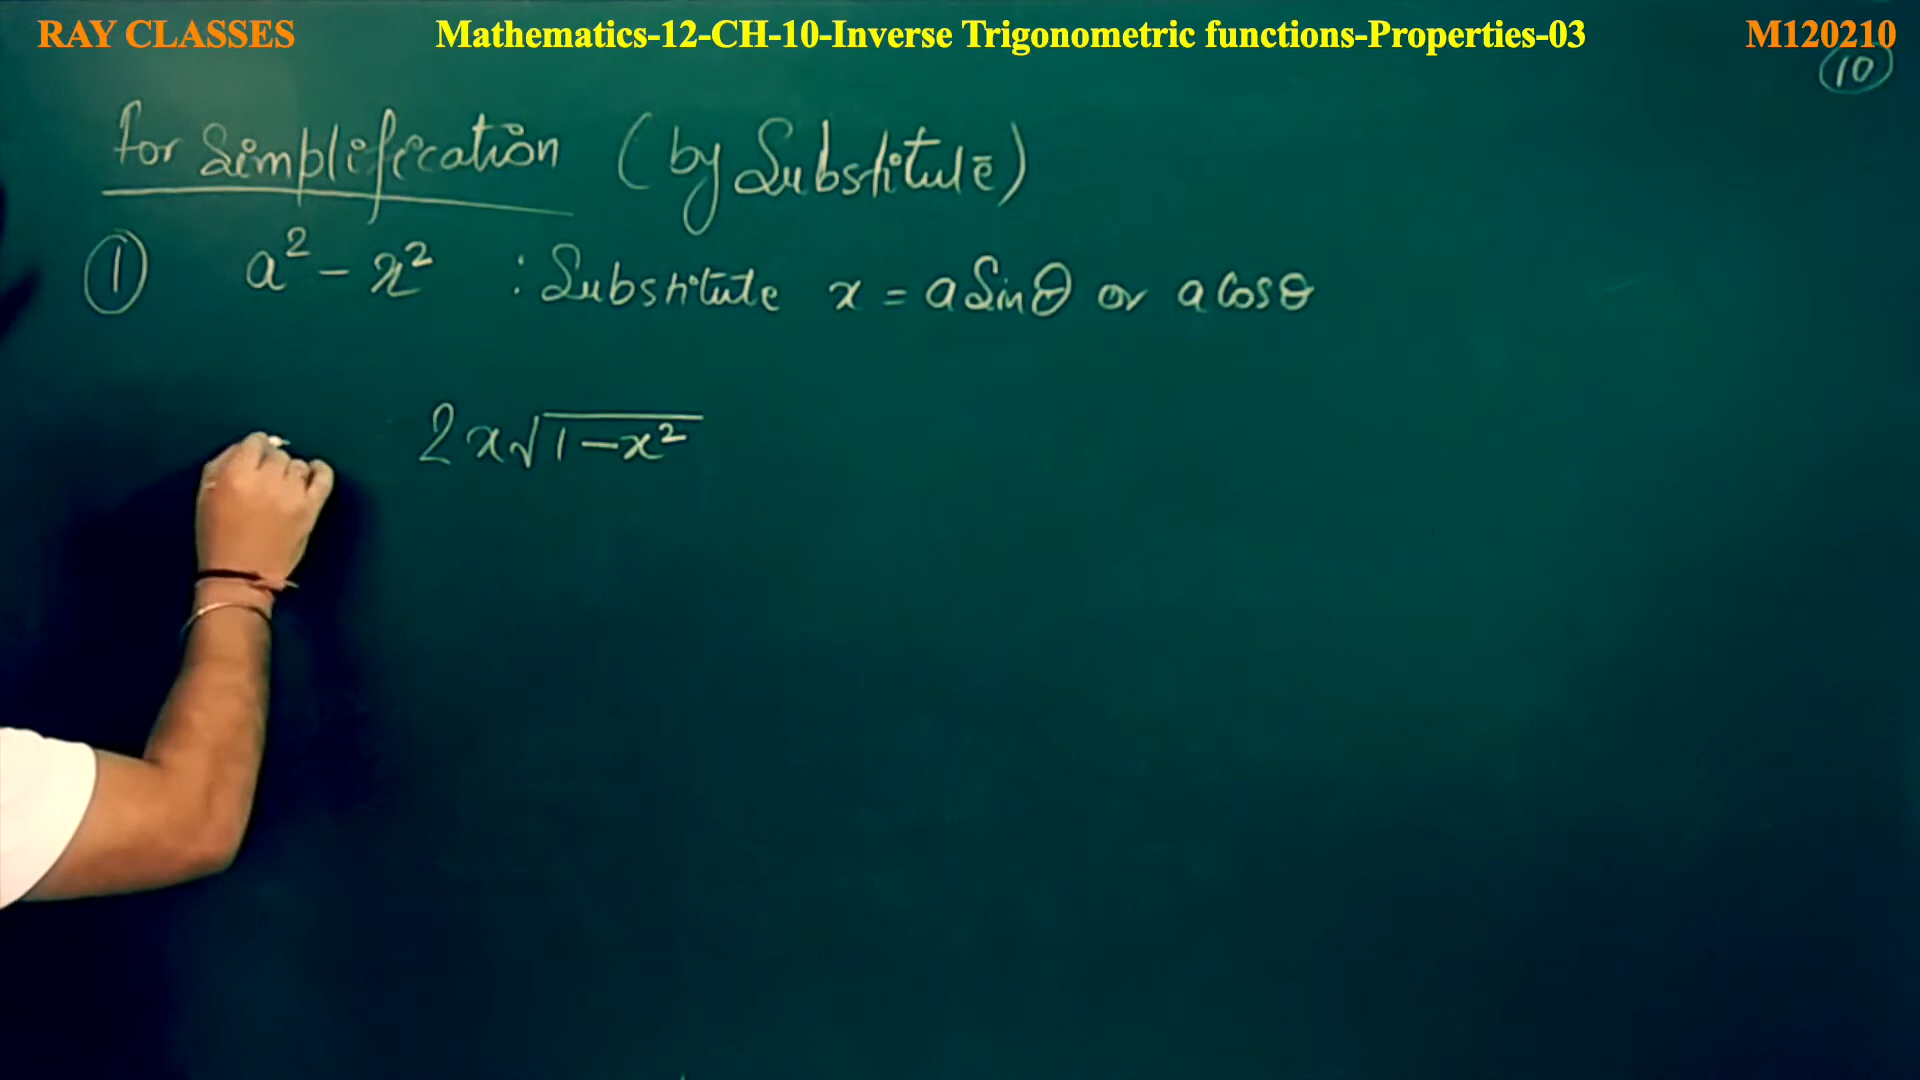 RAY CLASSES Mathematics-12-CH-10-Inverse Trigonometric functions-Properties-03 M120210
10
for Simplification (by Substitute)
① a² - x² : Substitute x = a Sinθ or a cosθ
2x√(1-x²)